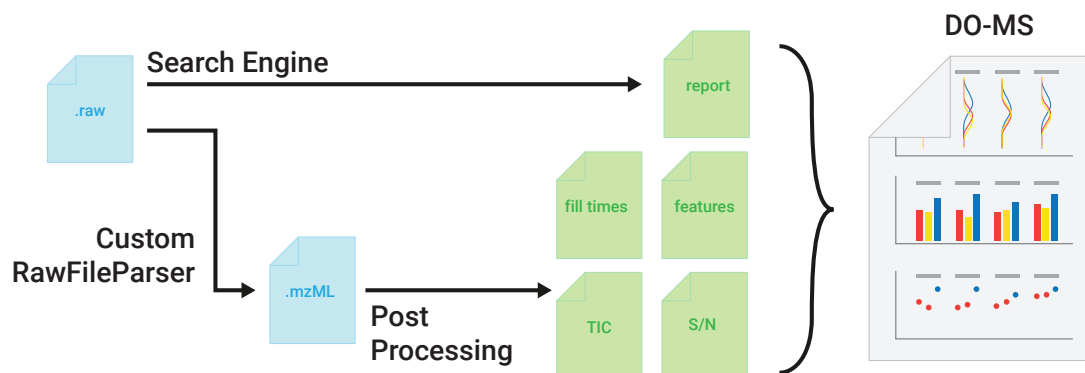 DO-MS
Search Engine
.raw
report
fill times
features
Custom
RawFileParser
.mzML
Post
Processing
TIC
S/N